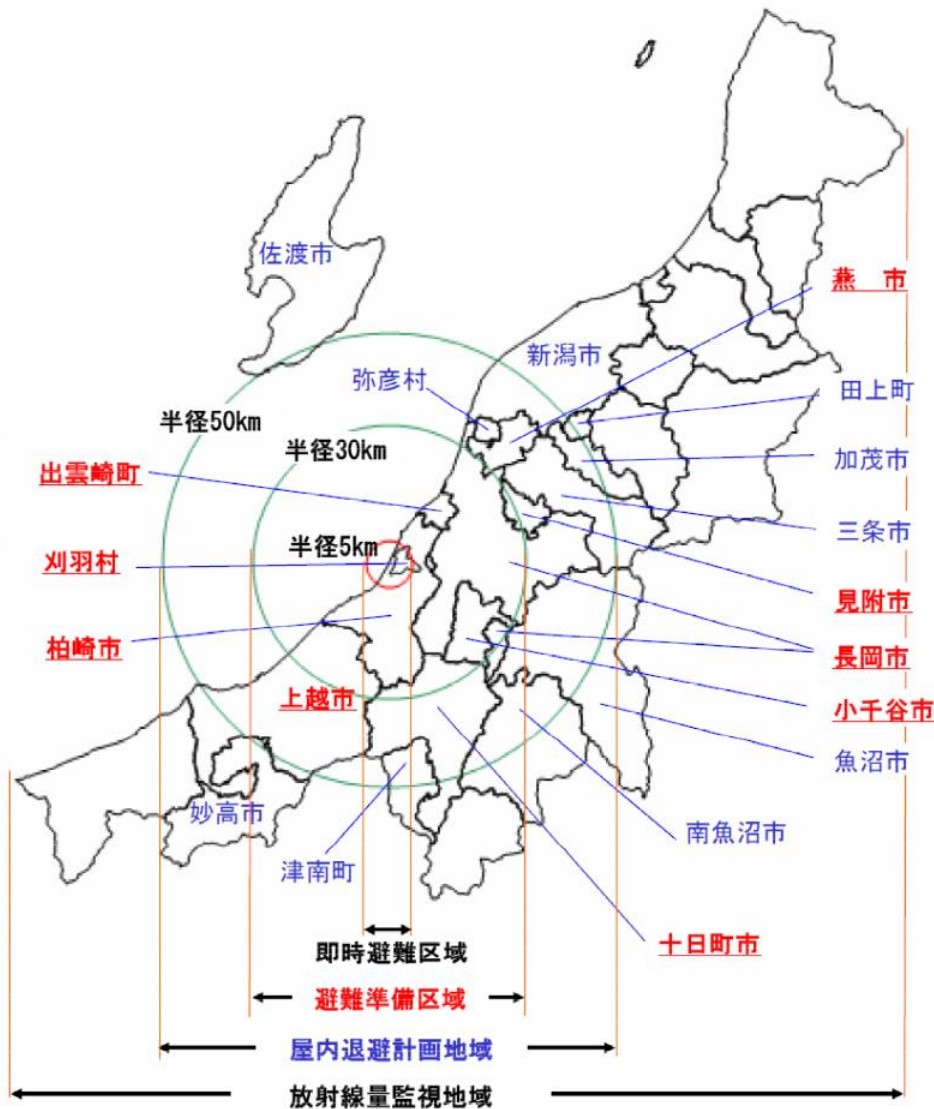 佐渡市
燕　市
新潟市
弥彦村
田上町
半径50km
半径30km
加茂市
出雲崎町
三条市
半径5km
刈羽村
見附市
柏崎市
長岡市
上越市
小千谷市
魚沼市
妙高市
南魚沼市
津南町
十日町市
即時避難区域
避難準備区域
屋内退避計画地域
放射線量監視地域